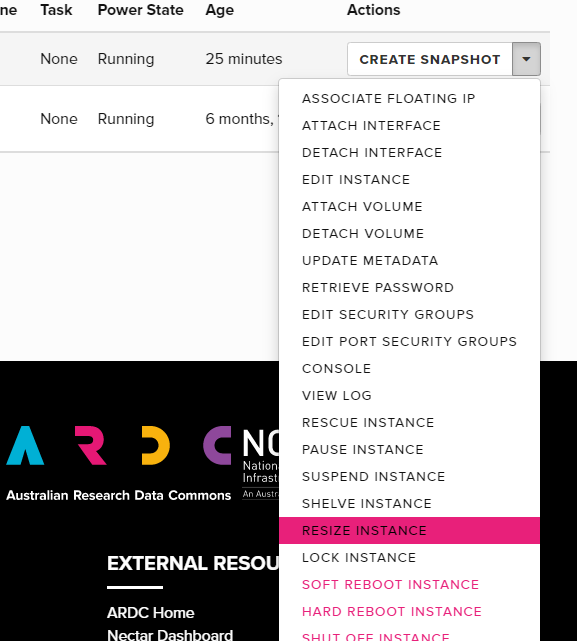 ne Task Power State Age Actions
None Running 25 minutes CREATE SNAPSHOT
None Running 6 months,
ASSOCIATE FLOATING IP
ATTACH INTERFACE
DETACH INTERFACE
EDIT INSTANCE
ATTACH VOLUME
DETACH VOLUME
UPDATE METADATA
RETRIEVE PASSWORD
EDIT SECURITY GROUPS
EDIT PORT SECURITY GROUPS
CONSOLE
VIEW LOG
RESCUE INSTANCE
PAUSE INSTANCE
SUSPEND INSTANCE
SHELVE INSTANCE
RESIZE INSTANCE
LOCK INSTANCE
SOFT REBOOT INSTANCE
HARD REBOOT INSTANCE
SHUT OFF INSTANCE
ARDC
Australian Research Data Commons
NC
Nation
Infrast
An Austra
EXTERNAL RESOU
ARDC Home
Nectar Dashboard